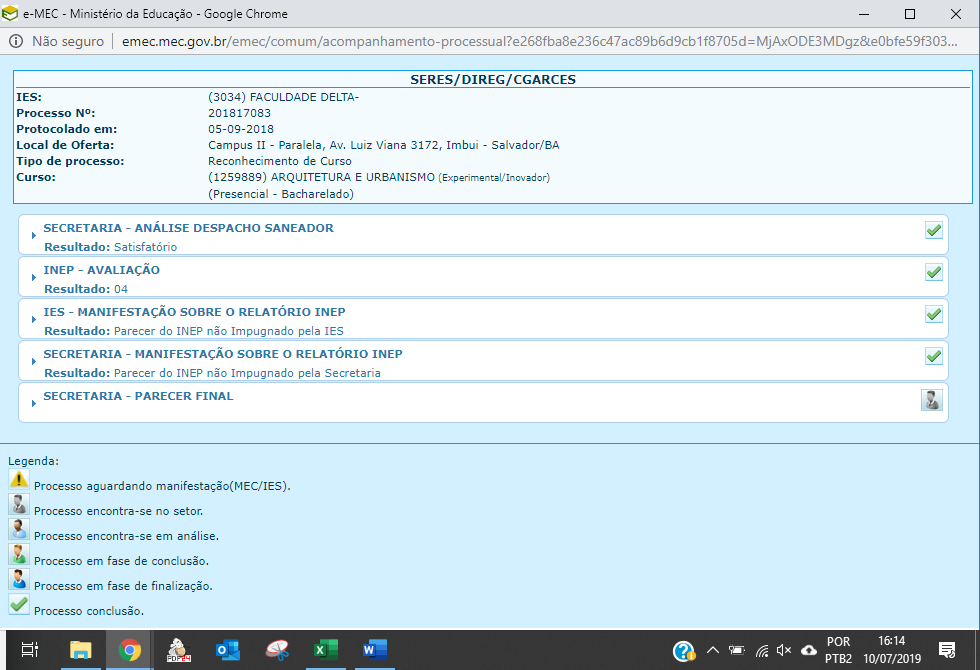 e-MEC - Ministério da Educação - Google Chrome
Não seguro | emec.mec.gov.br/emec/comum/acompanhamento-processual?e268fba8e236c47ac89b6d9cb1f8705d=MjAxODE3MDgz&e0bfe59f303...
SERES/DIREG/CGARCES
IES: (3034) FACULDADE DELTA-
Processo Nº: 201817083
Protocolado em: 05-09-2018
Local de Oferta: Campus II - Paralela, Av. Luiz Viana 3172, Imbui - Salvador/BA
Tipo de processo: Reconhecimento de Curso
Curso: (1259889) ARQUITETURA E URBANISMO (Experimental/Inovador)
(Presencial - Bacharelado)
SECRETARIA - ANÁLISE DESPACHO SANEADOR
Resultado: Satisfatório
INEP - AVALIAÇÃO
Resultado: 04
IES - MANIFESTAÇÃO SOBRE O RELATÓRIO INEP
Resultado: Parecer do INEP não Impugnado pela IES
SECRETARIA - MANIFESTAÇÃO SOBRE O RELATÓRIO INEP
Resultado: Parecer do INEP não Impugnado pela Secretaria
SECRETARIA - PARECER FINAL
Legenda:
Processo aguardando manifestação(MEC/IES).
Processo encontra-se no setor.
Processo encontra-se em análise.
Processo em fase de conclusão.
Processo em fase de finalização.
Processo conclusão.
PDF24
POR 16:14
PTB2 10/07/2019